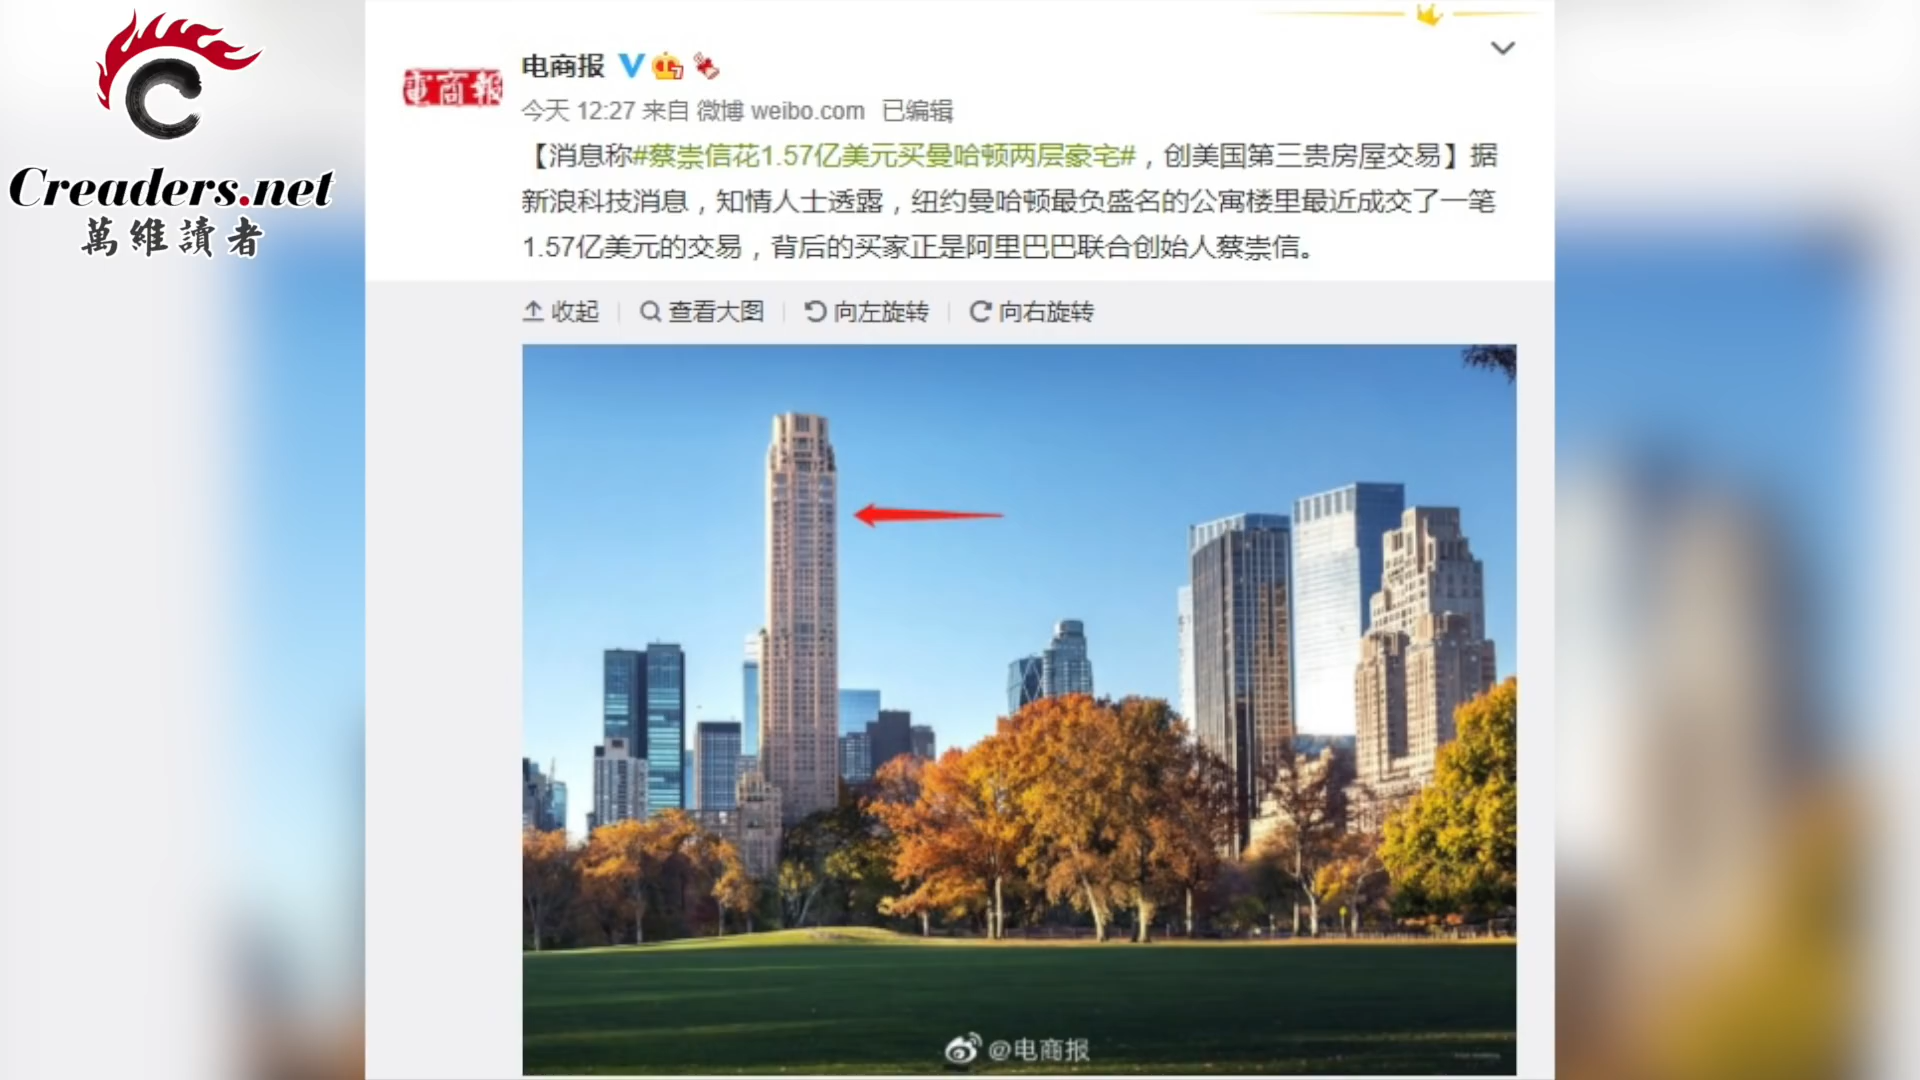 Creaders.net
萬維讀者
電商報
电商报
今天 12:27 来自 微博 weibo.com 已编辑
【消息称#蔡崇信花1.57亿美元买曼哈顿两层豪宅#，创美国第三贵房屋交易】据
新浪科技消息，知情人士透露，纽约曼哈顿最负盛名的公寓楼里最近成交了一笔
1.57亿美元的交易，背后的买家正是阿里巴巴联合创始人蔡崇信。
收起 查看大图 向左旋转 向右旋转
@电商报